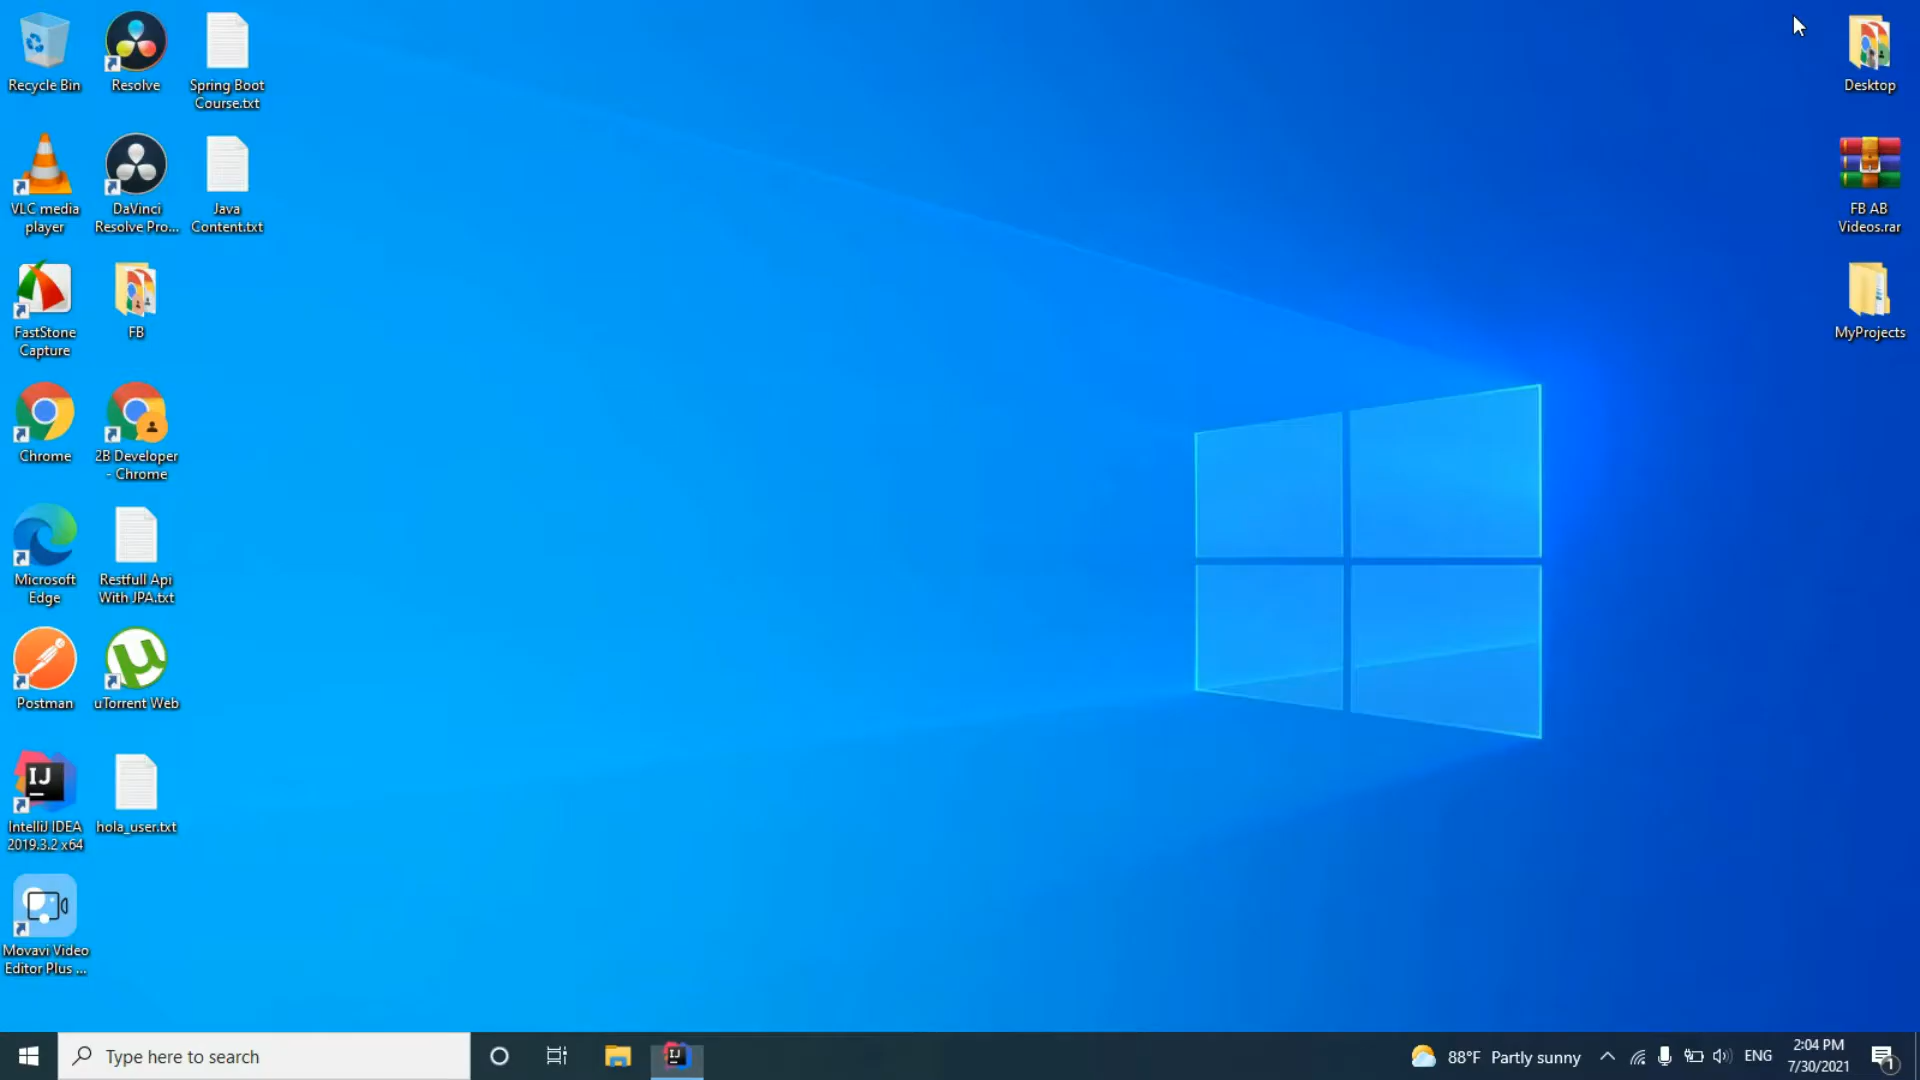 Recycle Bin
Resolve
Spring Boot
Course.txt
VLC media
player
DaVinci
Resolve Pro...
Java
Content.txt
FastStone
Capture
FB
Chrome
2B Developer
- Chrome
Microsoft
Edge
Restfull Api
With JPA.txt
Postman
uTorrent Web
IJ
IntelliJ IDEA
2019.3.2 x64
hola_user.txt
Movavi Video
Editor Plus ...
Desktop
FB AB
Videos.rar
MyProjects
Type here to search
IJ
88°F Partly sunny
ENG
2:04 PM
7/30/2021
1